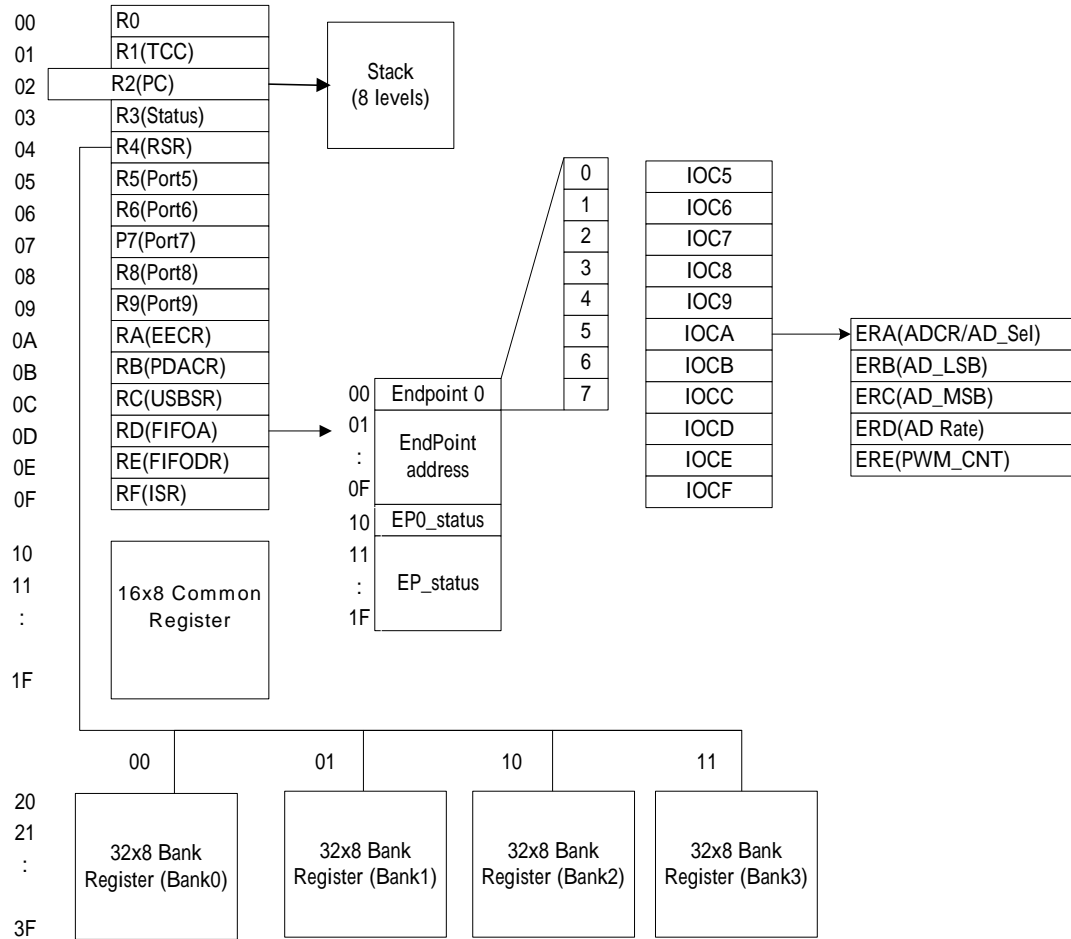 00 R0
01 R1(TCC)
02 R2(PC)
03 R3(Status)
04 R4(RSR)
05 R5(Port5)
06 R6(Port6)
07 P7(Port7)
08 R8(Port8)
09 R9(Port9)
0A RA(EECR)
0B RB(PDACR)
0C RC(USBSR)
0D RD(FIFOA)
0E RE(FIFODR)
0F RF(ISR)
10
11
:
1F
16x8 Common
Register
Stack
(8 levels)
00 Endpoint 0
01
:
0F
EndPoint
address
10 EP0_status
11
:
1F
EP_status
0
1
2
3
4
5
6
7
IOC5
IOC6
IOC7
IOC8
IOC9
IOCA
IOCB
IOCC
IOCD
IOCE
IOCF
ERA(ADCR/AD_Sel)
ERB(AD_LSB)
ERC(AD_MSB)
ERD(AD Rate)
ERE(PWM_CNT)
00 01 10 11
20
21
:
3F
32x8 Bank
Register (Bank0)
32x8 Bank
Register (Bank1)
32x8 Bank
Register (Bank2)
32x8 Bank
Register (Bank3)